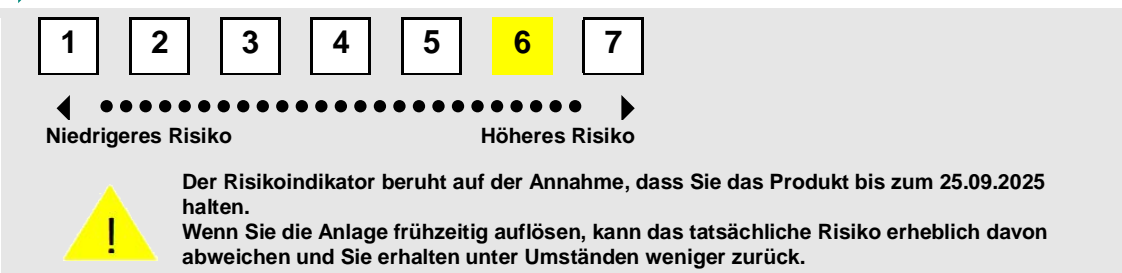 1 2 3 4 5 6 7
Niedrigeres Risiko Höheres Risiko
Der Risikoindikator beruht auf der Annahme, dass Sie das Produkt bis zum 25.09.2025
halten.
Wenn Sie die Anlage frühzeitig auflösen, kann das tatsächliche Risiko erheblich davon
abweichen und Sie erhalten unter Umständen weniger zurück.
!